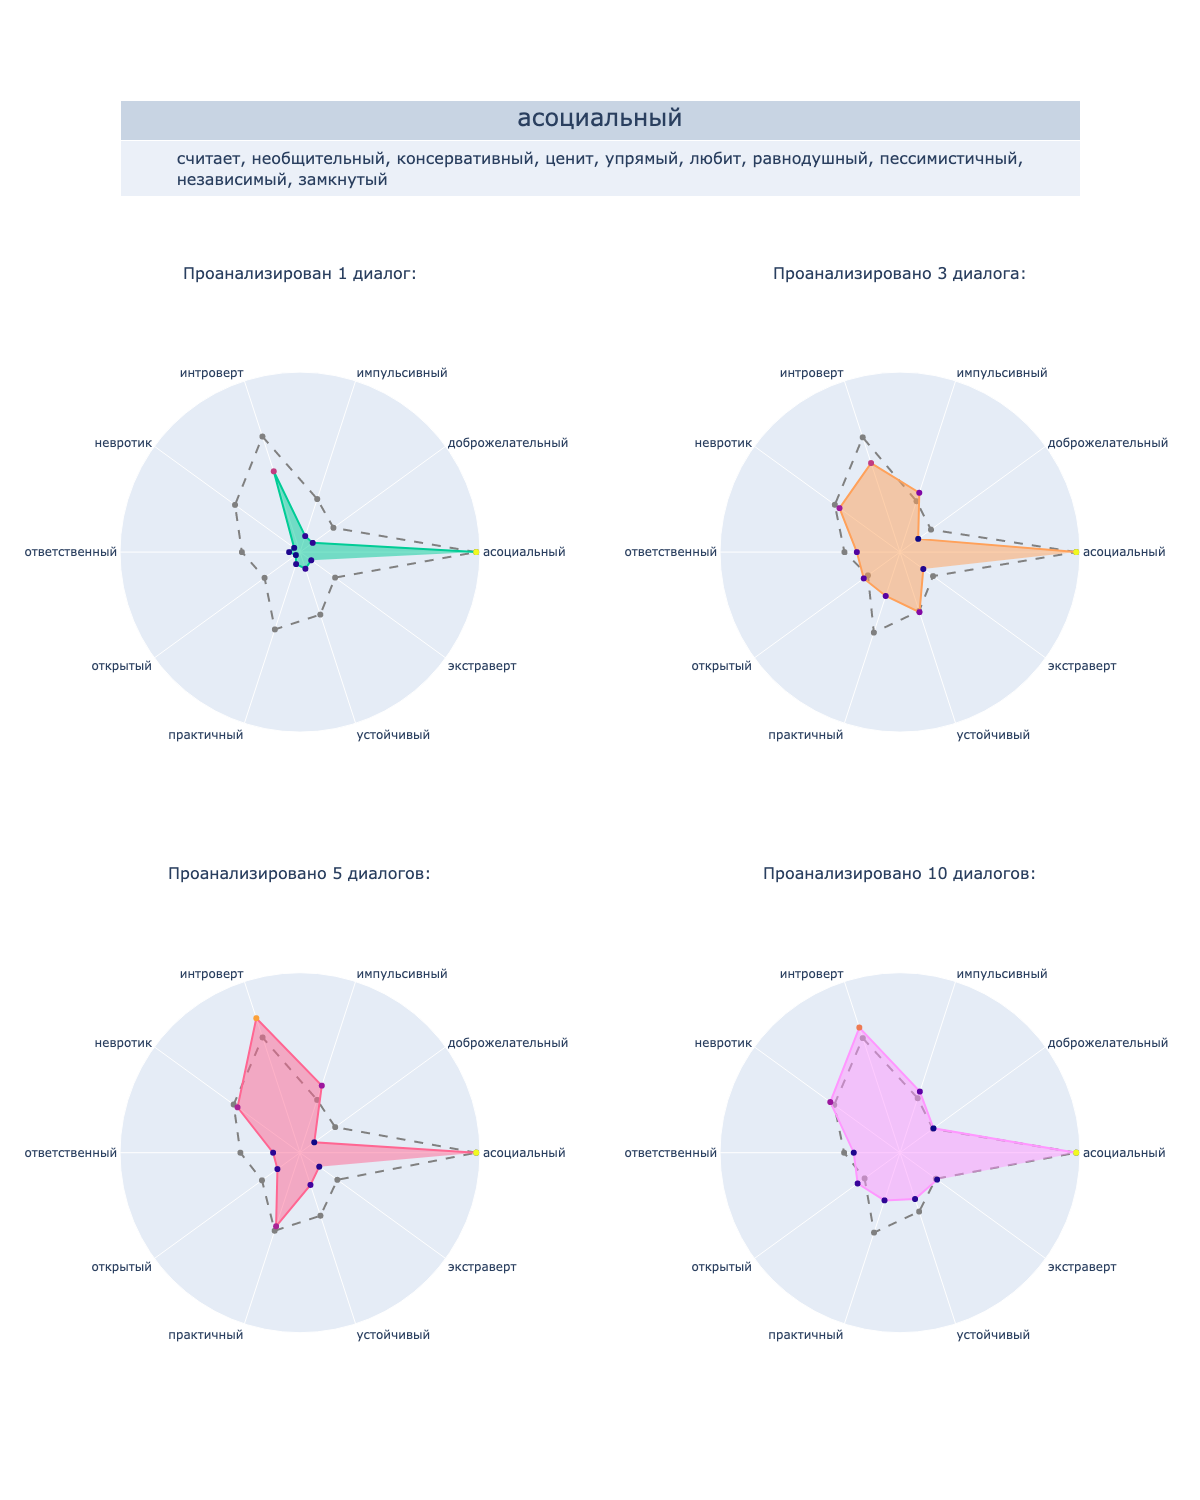 асоциальный
считает, необщительный, консервативный, ценит, упрямый, любит, равнодушный, пессимистичный,
независимый, замкнутый
Проанализирован 1 диалог:
Проанализировано 3 диалога:
интроверт
импульсивный
невротик
доброжелательный
ответственный
асоциальный
открытый
экстраверт
практичный
устойчивый
интроверт
импульсивный
невротик
доброжелательный
ответственный
асоциальный
открытый
экстраверт
практичный
устойчивый
Проанализировано 5 диалогов:
Проанализировано 10 диалогов:
интроверт
импульсивный
невротик
доброжелательный
ответственный
асоциальный
открытый
экстраверт
практичный
устойчивый
интроверт
импульсивный
невротик
доброжелательный
ответственный
асоциальный
открытый
экстраверт
практичный
устойчивый